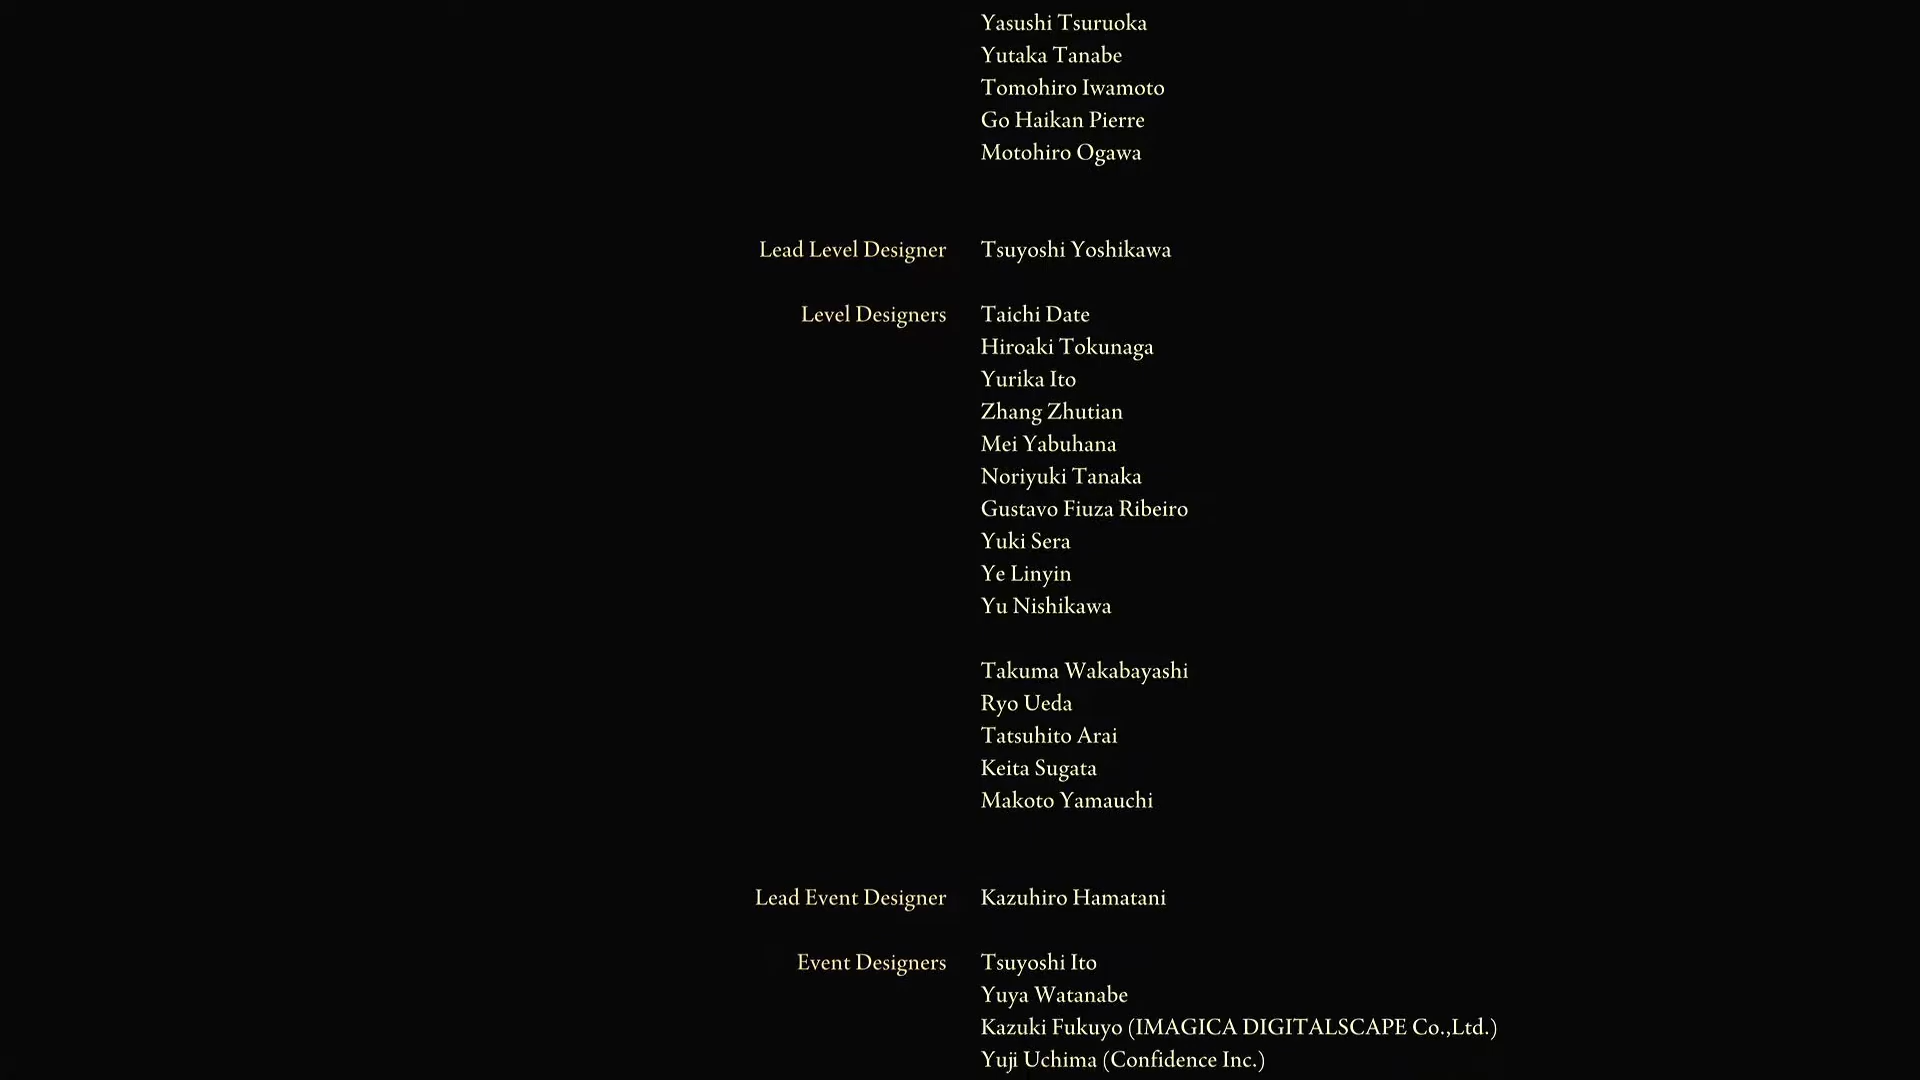 Yasushi Tsuruoka
Yutaka Tanabe
Tomohiro Iwamoto
Go Haikan Pierre
Motohiro Ogawa
Lead Level Designer Tsuyoshi Yoshikawa
Level Designers Taichi Date
Hiroaki Tokunaga
Yurika Ito
Zhang Zhutian
Mei Yabuhana
Noriyuki Tanaka
Gustavo Fiuza Ribeiro
Yuki Sera
Ye Linyin
Yu Nishikawa
Takuma Wakabayashi
Ryo Ueda
Tatsuhito Arai
Keita Sugata
Makoto Yamauchi
Lead Event Designer Kazuhiro Hamatani
Event Designers Tsuyoshi Ito
Yuya Watanabe
Kazuki Fukuyo (IMAGICA DIGITALSCAPE Co.,Ltd.)
Yuji Uchima (Confidence Inc.)